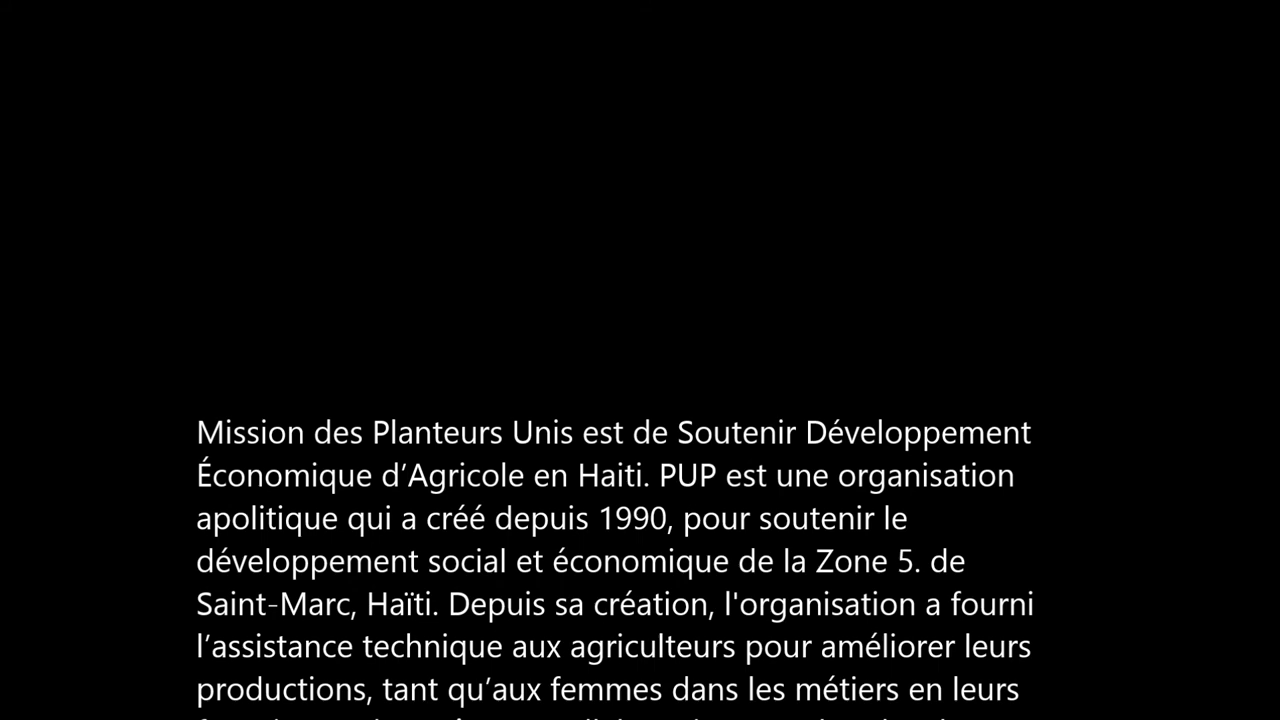 Mission des Planteurs Unis est de Soutenir Développement
Économique d’Agricole en Haiti. PUP est une organisation
apolitique qui a créé depuis 1990, pour soutenir le
développement social et économique de la Zone 5. de
Saint-Marc, Haïti. Depuis sa création, l'organisation a fourni
l’assistance technique aux agriculteurs pour améliorer leurs
productions, tant qu’aux femmes dans les métiers en leurs